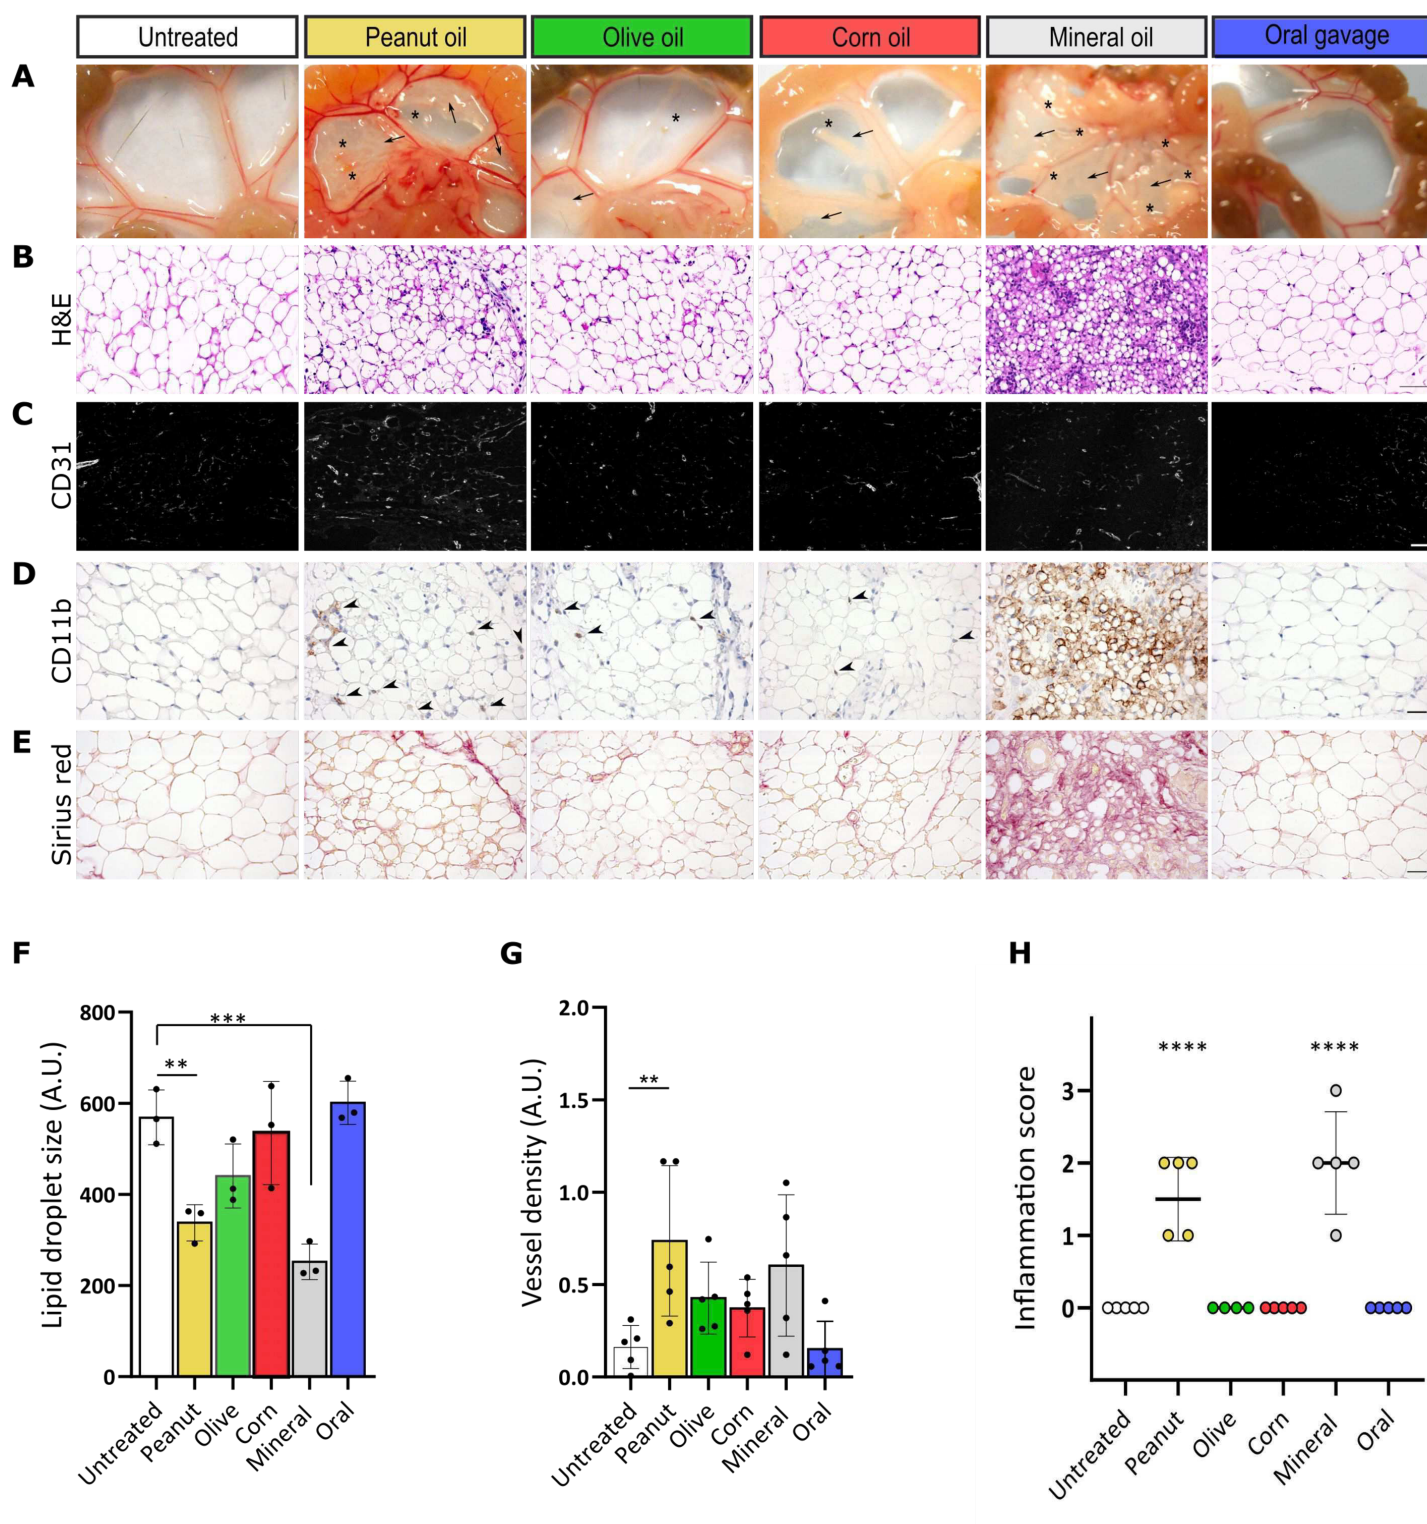 Untreated Peanut oil Olive oil Corn oil Mineral oil Oral gavage
A
* * * * * * * * * * * *
B
H&E
C
CD31
D
CD11b
E
Sirius red
F
Lipid droplet size (A.U.)
800
600
400
200
0
***
**
Untreated Peanut Olive Corn Mineral Oral
G
Vessel density (A.U.)
2.0
1.5
1.0
0.5
0.0
**
Untreated Peanut Olive Corn Mineral Oral
H
Inflammation score
3
2
1
0
**** ****
Untreated Peanut Olive Corn Mineral Oral